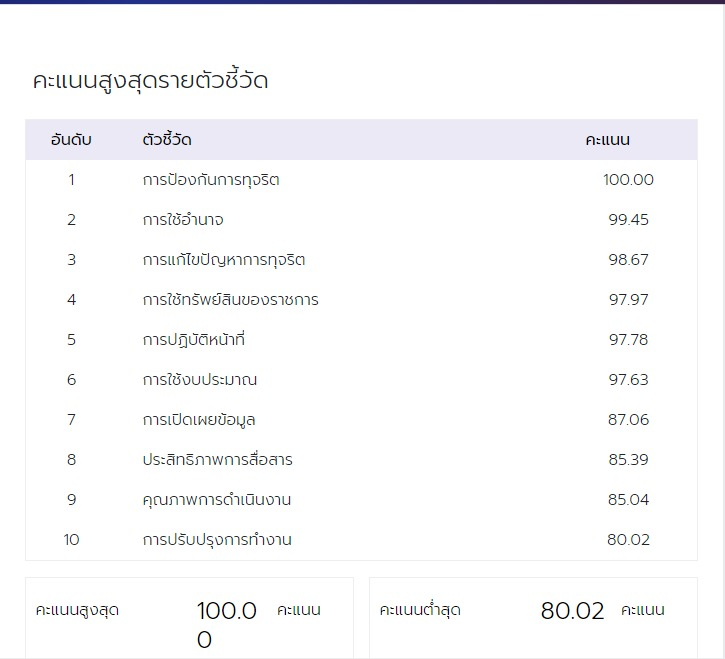 คะแนนสูงสุดรายตัวชี้วัด
อันดับ ตัวชี้วัด คะแนน
1 การป้องกันการทุจริต 100.00
2 การใช้อำนาจ 99.45
3 การแก้ไขปัญหาการทุจริต 98.67
4 การใช้ทรัพย์สินของราชการ 97.97
5 การปฏิบัติหน้าที่ 97.78
6 การใช้งบประมาณ 97.63
7 การเปิดเผยข้อมูล 87.06
8 ประสิทธิภาพการสื่อสาร 85.39
9 คุณภาพการดำเนินงาน 85.04
10 การปรับปรุงการทำงาน 80.02
คะแนนสูงสุด 100.0 คะแนน คะแนนต่ำสุด 80.02 คะแนน
0